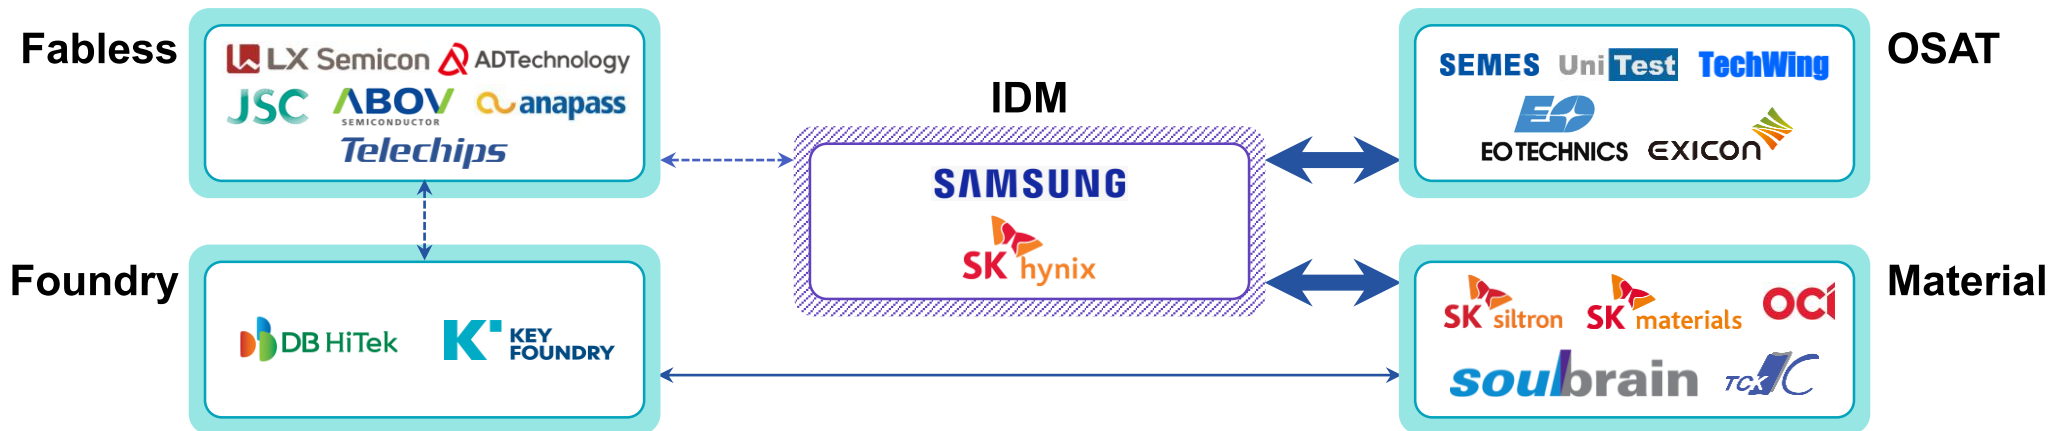 Fabless
LX Semicon ADTechnology
JSC ABOV SEMICONDUCTOR anapass
Telechips
IDM
SAMSUNG
SK hynix
OSAT
SEMES UniTest TechWing
EO
EO TECHNICS EXICON
Foundry
DB HiTek KEY FOUNDRY
Material
SK siltron SK materials OCI
soulbrain TCK